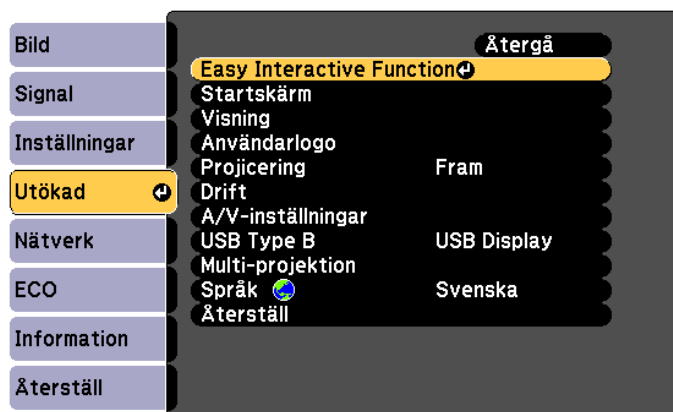 Bild
Signal
Inställningar
Utökad
Nätverk
ECO
Information
Återställ
Återgå
Easy Interactive Function
Startskärm
Visning
Användarlogo
Projicering Fram
Drift
A/V-inställningar
USB Type B USB Display
Multi-projektion
Språk Svenska
Återställ